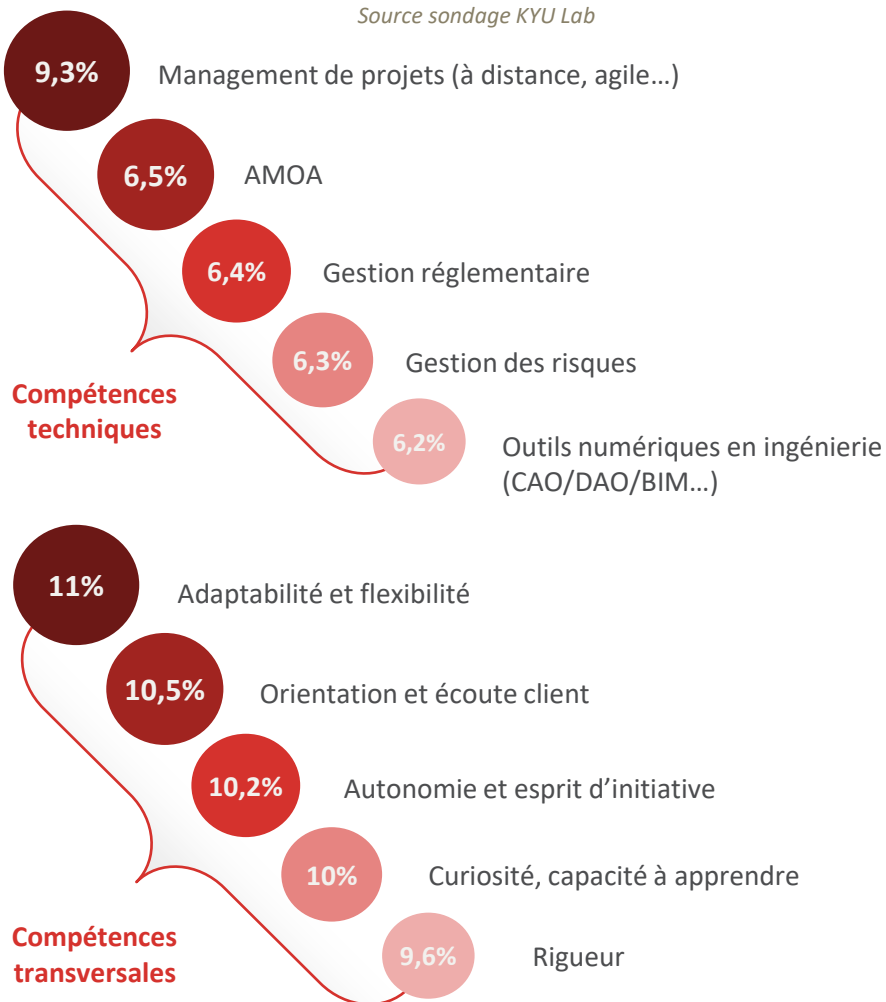 Source sondage KYU Lab
9,3%
Management de projets (à distance, agile…)
6,5%
AMOA
6,4%
Gestion réglementaire
6,3%
Gestion des risques
Compétences
techniques
6,2%
Outils numériques en ingénierie
(CAO/DAO/BIM…)
11%
Adaptabilité et flexibilité
10,5%
Orientation et écoute client
10,2%
Autonomie et esprit d’initiative
10%
Curiosité, capacité à apprendre
Compétences
transversales
9,6%
Rigueur